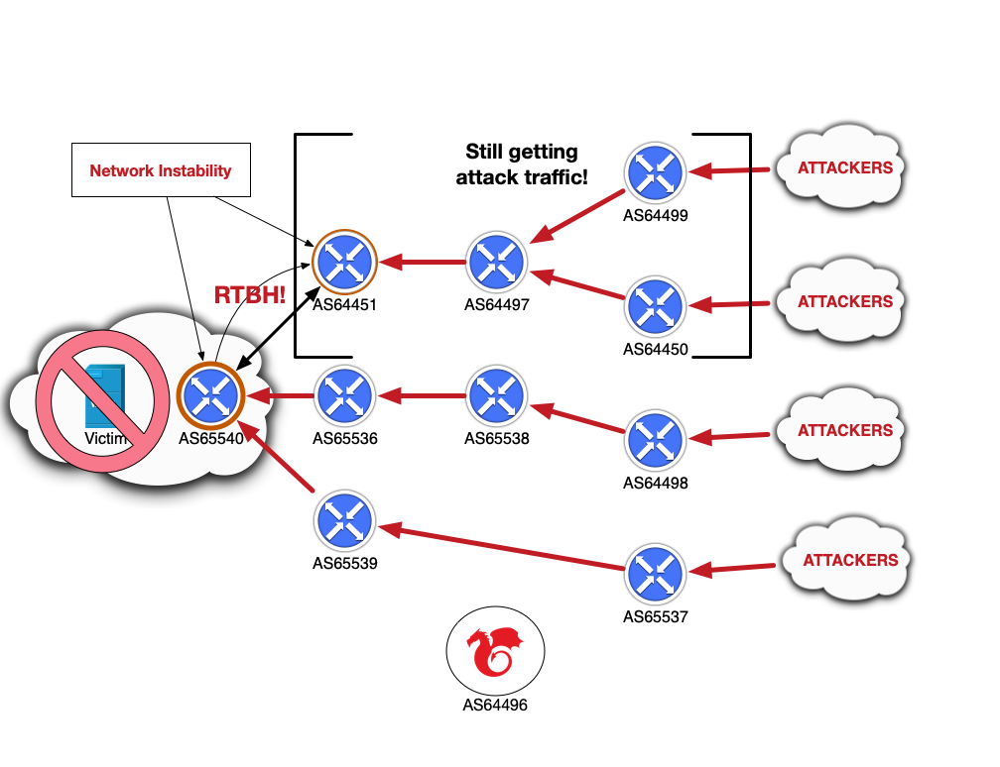 Still getting
attack traffic!
ATTACKERS
Network Instability
AS64499
RTBH!
AS64451
AS64497
ATTACKERS
AS64450
Victim
AS65540
AS65536
AS65538
ATTACKERS
AS64498
AS65539
ATTACKERS
AS65537
AS64496